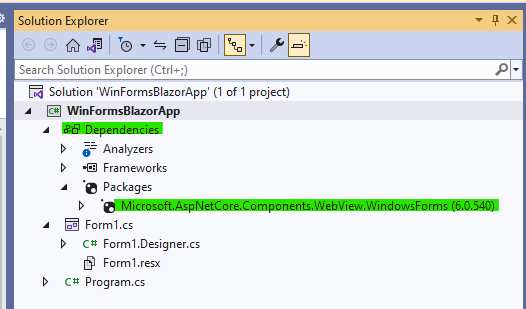 Solution Explorer
Search Solution Explorer (Ctrl+;)
Solution 'WinFormsBlazorApp' (1 of 1 project)
C# WinFormsBlazorApp
Dependencies
Analyzers
Frameworks
Packages
Microsoft.AspNetCore.Components.WebView.WindowsForms (6.0.540)
Form1.cs
C# Form1.Designer.cs
Form1.resx
C# Program.cs